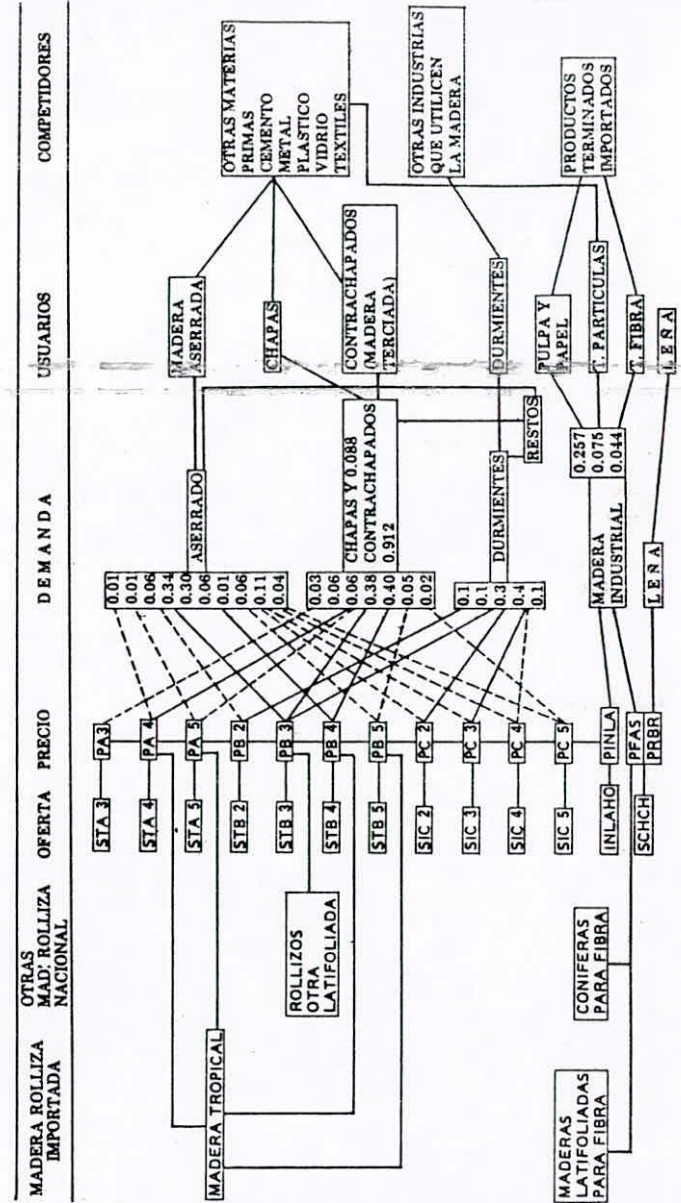 MADERA ROLLIZA
IMPORTADA
OTRAS
MAD. ROLLIZA
NACIONAL
OFERTA
PRECIO
DEMANDA
USUARIOS
COMPETIDORES
MADERA TROPICAL
MADERAS
LATIFOLIADAS
PARA FIBRA
ROLLIZOS
OTRA
LATIFOLIADA
CONIFERAS
PARA FIBRA
STA 3
STA 4
STA 5
STB 2
STB 3
STB 4
STB 5
SIC 2
SIC 3
SIC 4
SIC 5
INLAHO
SCHCH
PA 3
PA 4
PA 5
PB 2
PB 3
PB 4
PB 5
PC 2
PC 3
PC 4
PC 5
PINLA
PFAS
PRBR
0.01
0.01
0.06
0.34
0.30
0.06
0.01
0.06
0.11
0.04
ASERRADO
0.03
0.06
0.06
0.38
0.40
0.05
0.02
CHAPAS Y 0.088
CONTRACHAPADOS
0.912
0.1
0.1
0.3
0.4
0.1
DURMIENTES
RESTOS
MADERA
INDUSTRIAL
0.257
0.075
0.044
LEÑA
MADERA
ASERRADA
CHAPAS
CONTRACHAPADOS
(MADERA
TERCIADA)
DURMIENTES
PULPA Y
PAPEL
T. PARTICULAS
T. FIBRA
LEÑA
OTRAS MATERIAS
PRIMAS
CEMENTO
METAL
PLASTICO
VIDRIO
TEXTILES
OTRAS INDUSTRIAS
QUE UTILICEN
LA MADERA
PRODUCTOS
TERMINADOS
IMPORTADOS